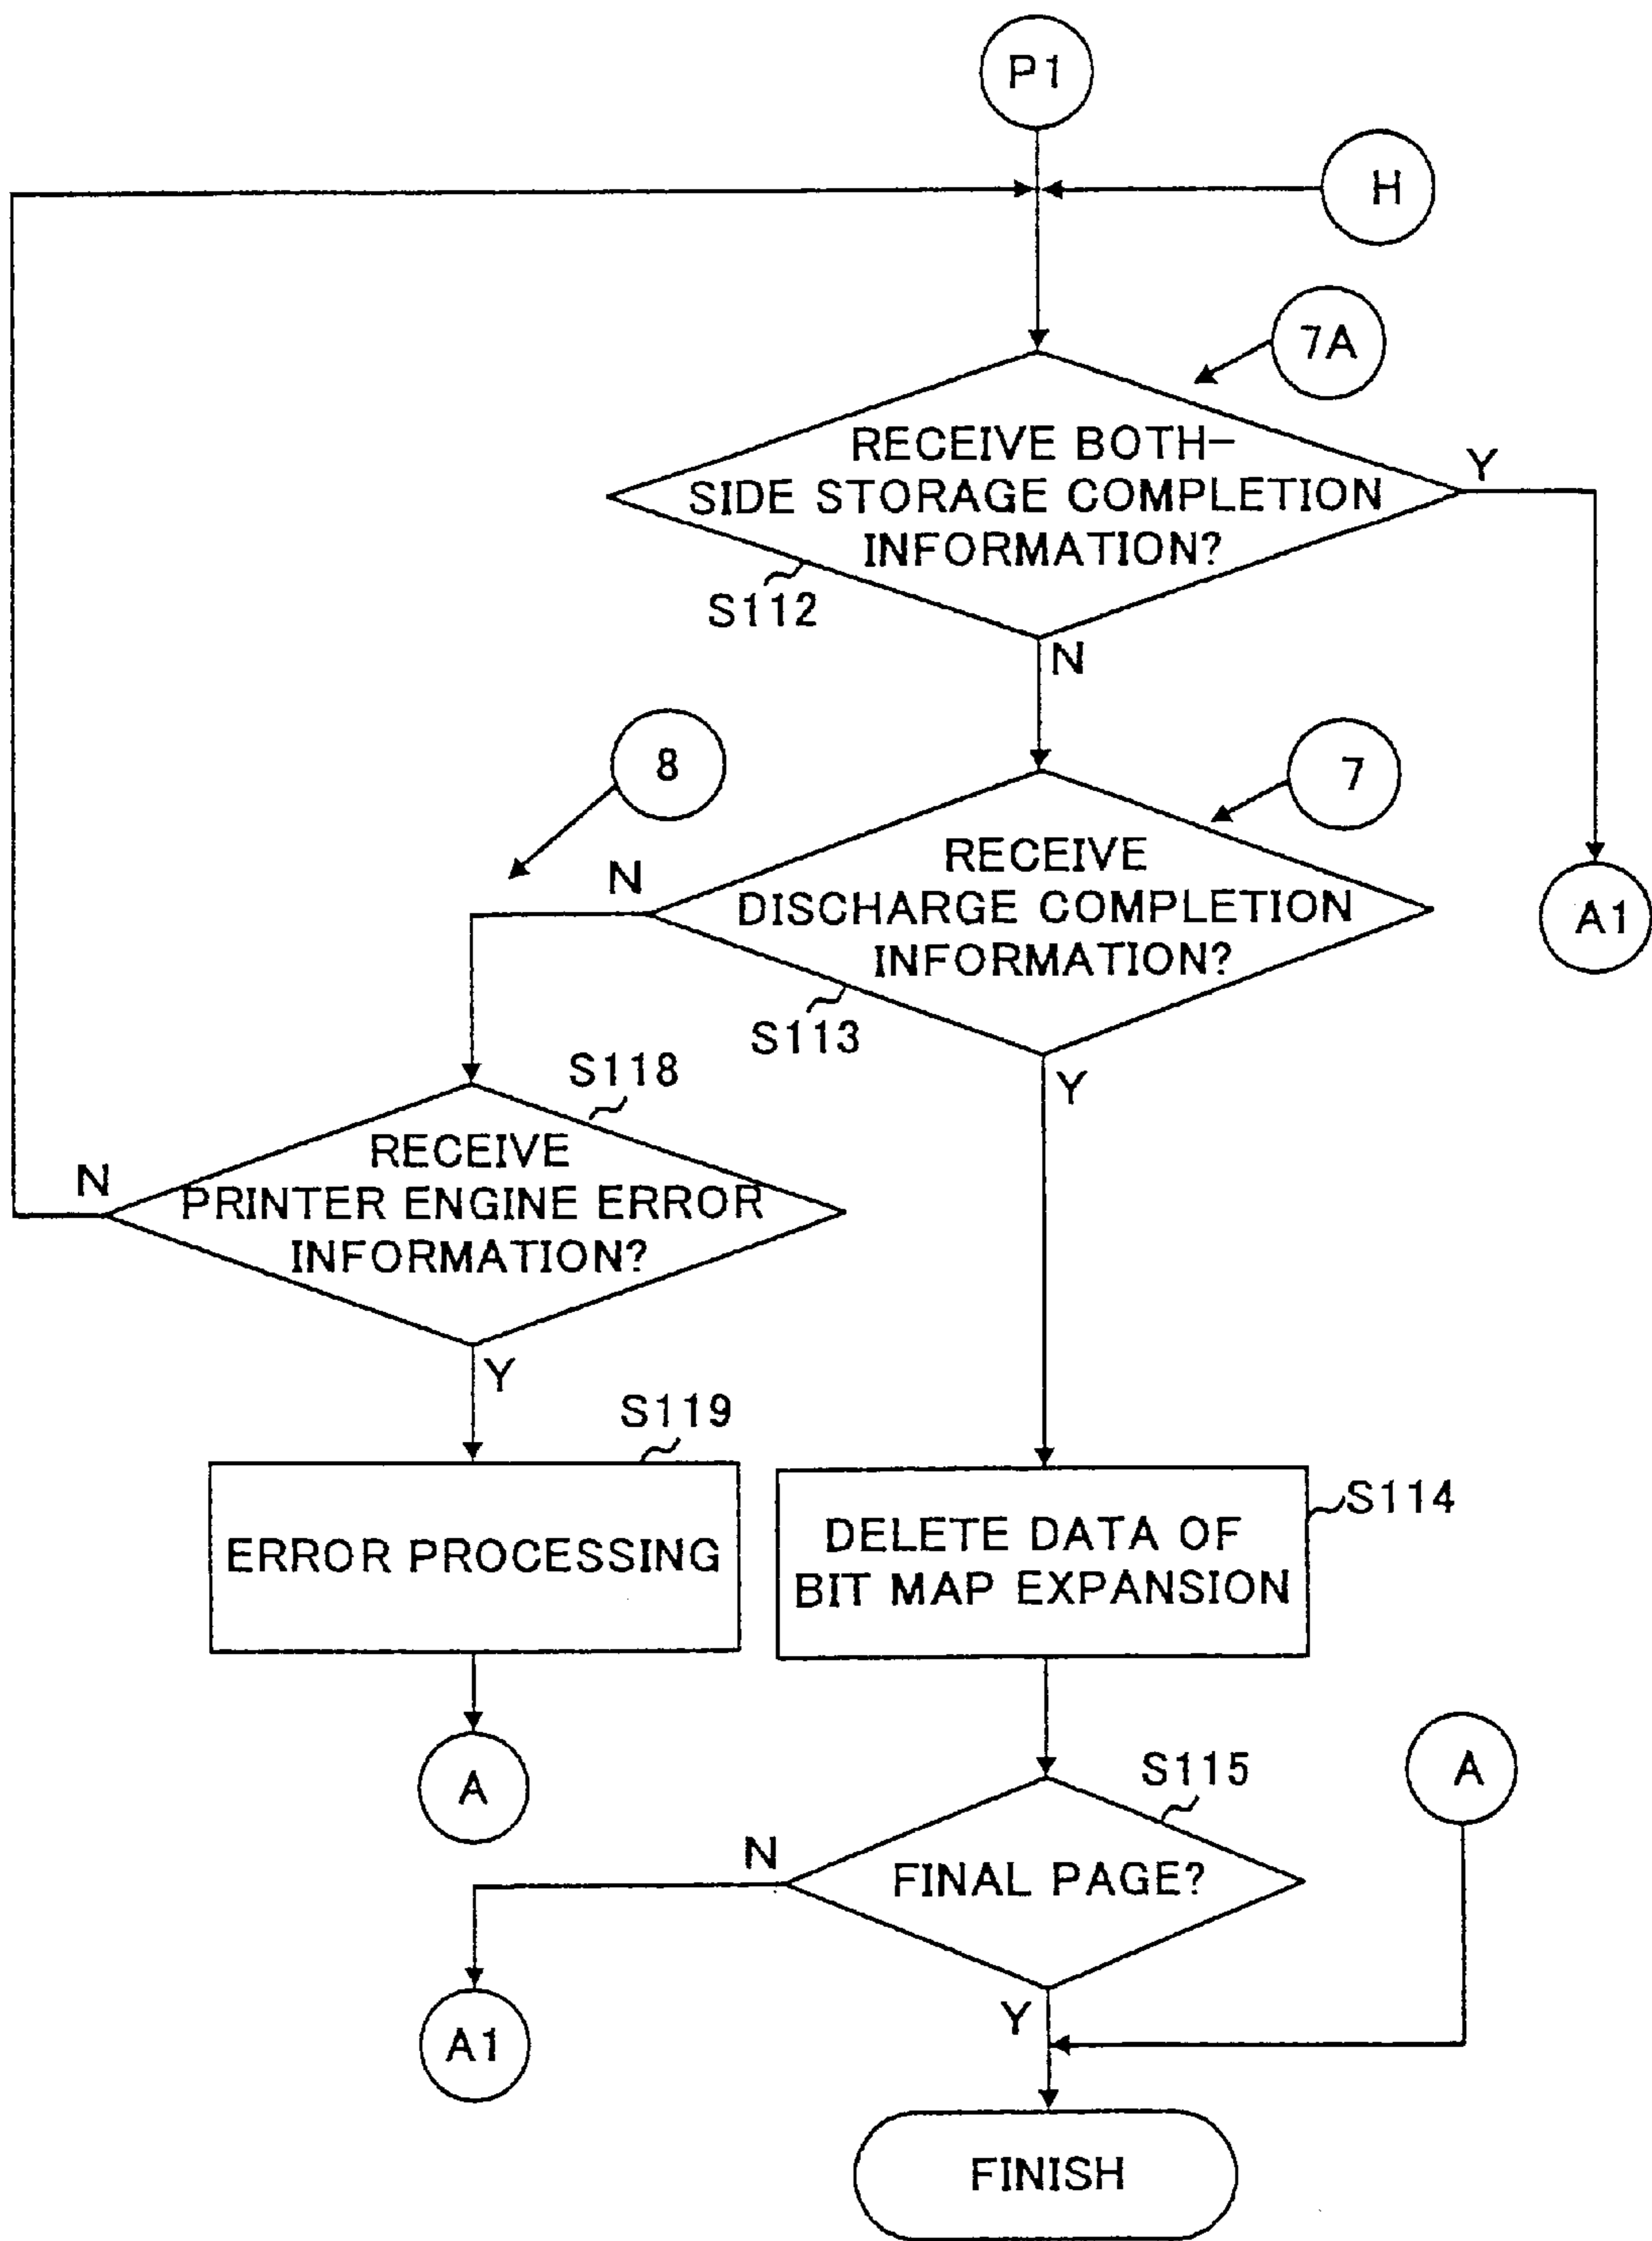 P1
H
7A
RECEIVE BOTH-
SIDE STORAGE COMPLETION
INFORMATION?
Y
S112
N
8
7
N
RECEIVE
DISCHARGE COMPLETION
INFORMATION?
A1
S113
Y
S118
RECEIVE
PRINTER ENGINE ERROR
INFORMATION?
N
Y
S119
ERROR PROCESSING
S114
DELETE DATA OF
BIT MAP EXPANSION
A
S115
A
N
FINAL PAGE?
Y
A1
FINISH